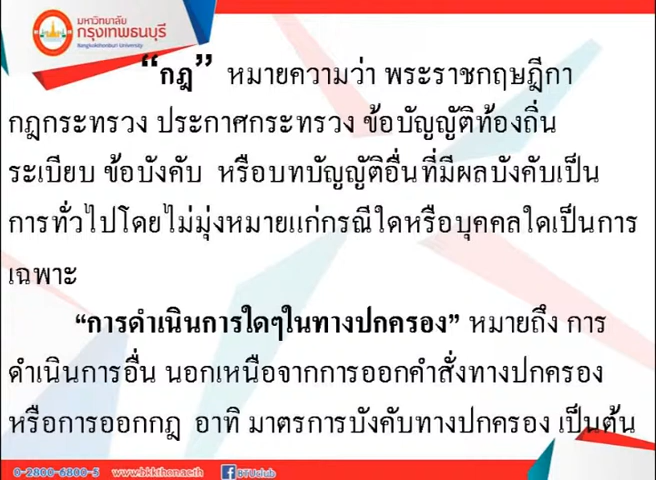 มหาวิทยาลัย
กรุงเทพธนบุรี
Bangkokthonburi University
“กฎ” หมายความว่า พระราชกฤษฎีกา
กฎกระทรวง ประกาศกระทรวง ข้อบัญญัติท้องถิ่น
ระเบียบ ข้อบังคับ หรือบทบัญญัติอื่นที่มีผลบังคับเป็น
การทั่วไปโดยไม่มุ่งหมายแก่กรณีใดหรือบุคคลใดเป็นการ
เฉพาะ
“การดำเนินการใดๆในทางปกครอง” หมายถึง การ
ดำเนินการอื่น นอกเหนือจากการออกคำสั่งทางปกครอง
หรือการออกกฎ อาทิ มาตรการบังคับทางปกครอง เป็นต้น
0-2800-6800-5 www.bkkthon.ac.th BTUclub